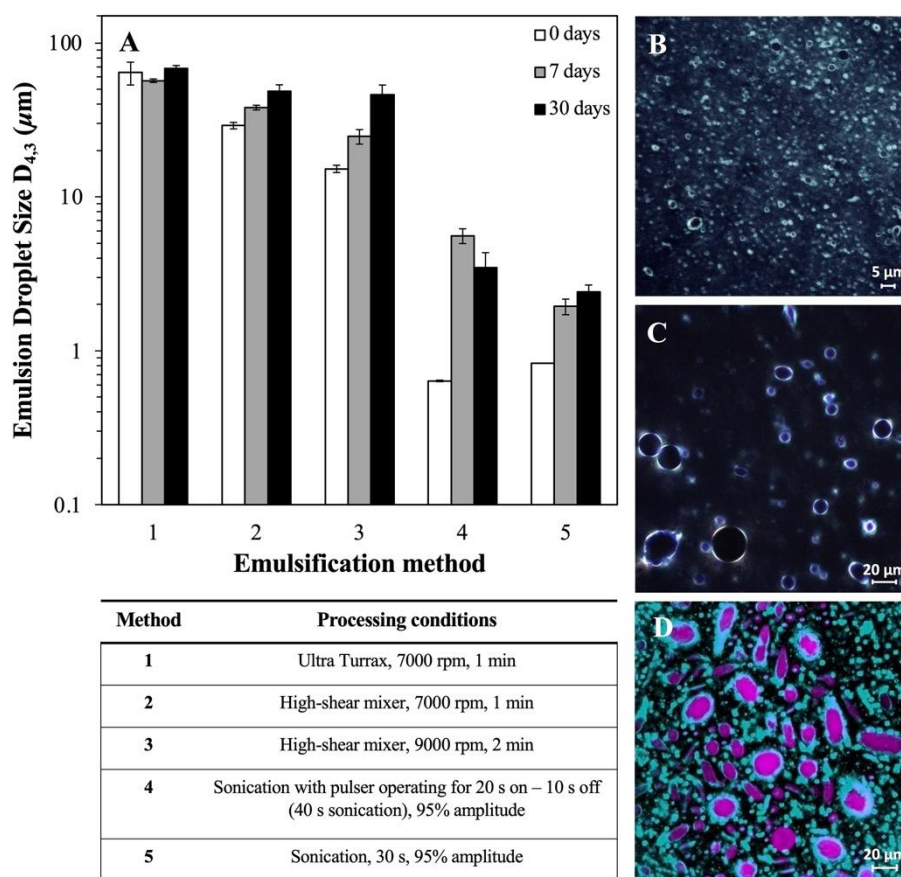 A
0 days
7 days
30 days
100
10
1
0.1
Emulsion Droplet Size D4,3 (µm)
1 2 3 4 5
Emulsification method
Method Processing conditions
1 Ultra Turrax, 7000 rpm, 1 min
2 High-shear mixer, 7000 rpm, 1 min
3 High-shear mixer, 9000 rpm, 2 min
4 Sonication with pulser operating for 20 s on – 10 s off
(40 s sonication), 95% amplitude
5 Sonication, 30 s, 95% amplitude
B
5 µm
C
20 µm
D
20 µm